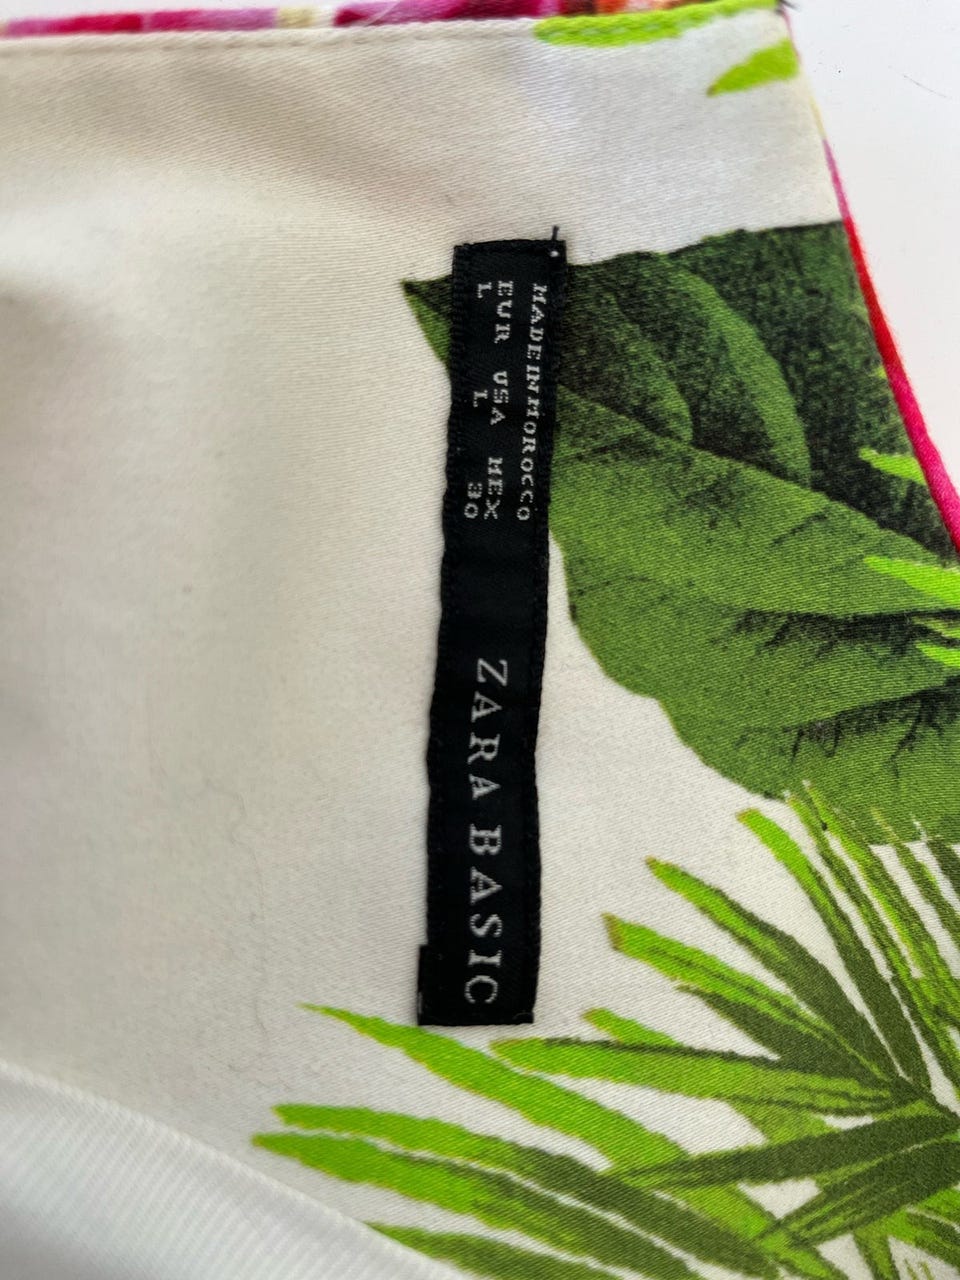 ZARA BASIC
MADE IN MOROCCO
EUR USA MEX
L L 30